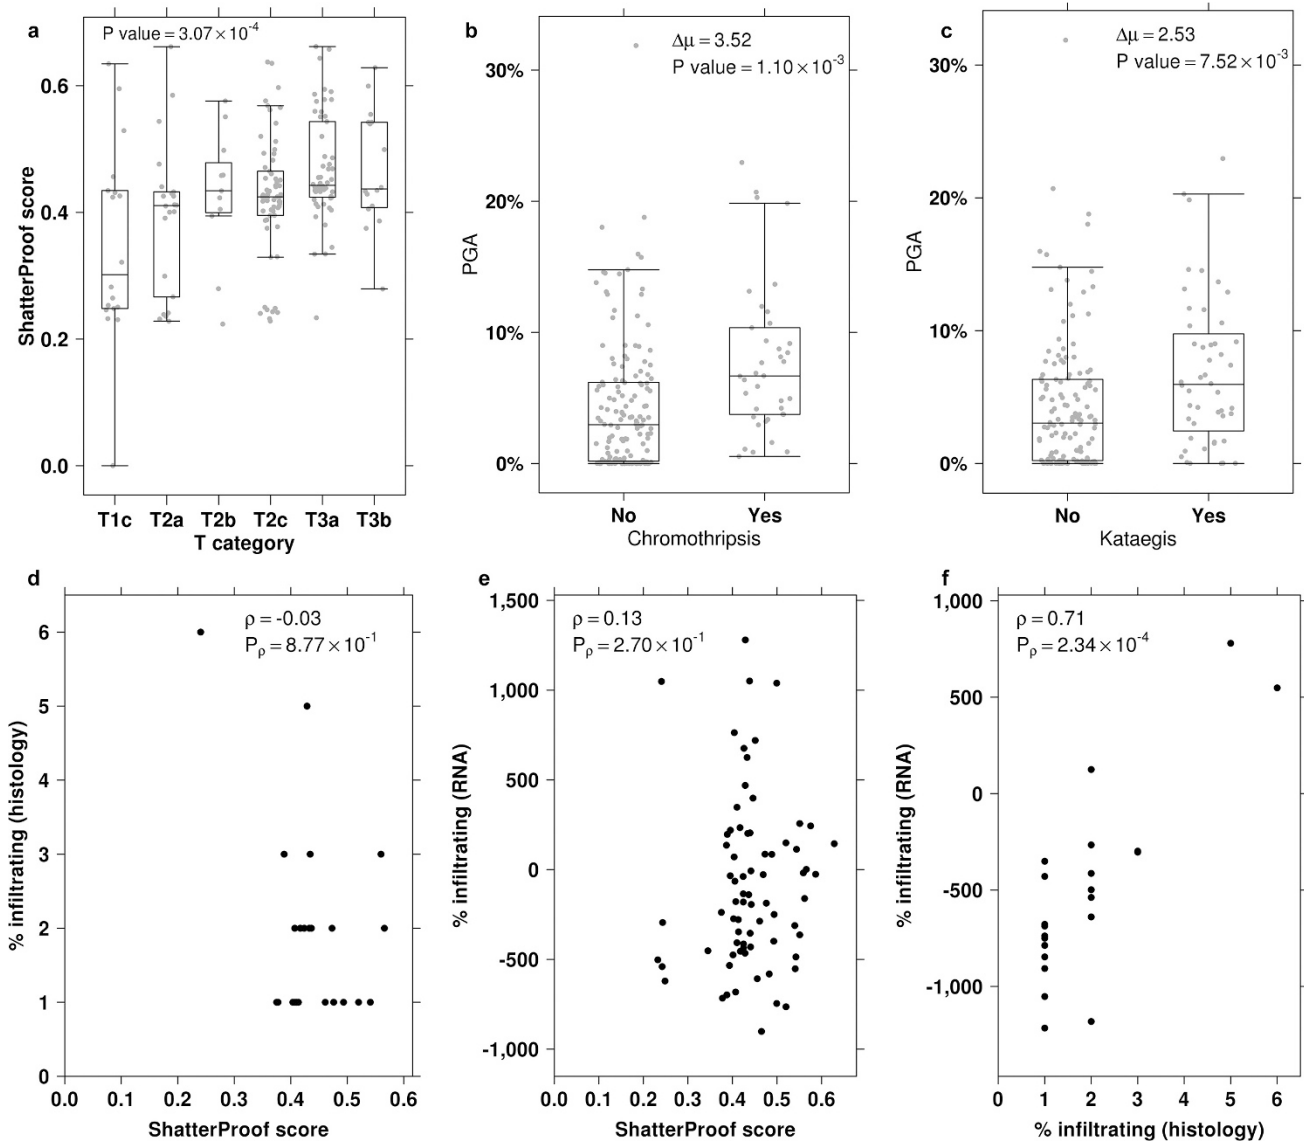 a
P value = 3.07 × 10⁻⁴
ShatterProof score
0.6
0.4
0.2
0.0
T1c T2a T2b T2c T3a T3b
T category
b
Δμ = 3.52
P value = 1.10 × 10⁻³
PGA
30%
20%
10%
0%
No Yes
Chromothripsis
c
Δμ = 2.53
P value = 7.52 × 10⁻³
PGA
30%
20%
10%
0%
No Yes
Kataegis
d
ρ = -0.03
Pρ = 8.77 × 10⁻¹
% infiltrating (histology)
6
5
4
3
2
1
0
0.0 0.1 0.2 0.3 0.4 0.5 0.6
ShatterProof score
e
ρ = 0.13
Pρ = 2.70 × 10⁻¹
% infiltrating (RNA)
1,500
1,000
500
0
-500
-1,000
0.0 0.1 0.2 0.3 0.4 0.5 0.6
ShatterProof score
f
ρ = 0.71
Pρ = 2.34 × 10⁻⁴
% infiltrating (RNA)
1,000
500
0
-500
-1,000
0 1 2 3 4 5 6
% infiltrating (histology)